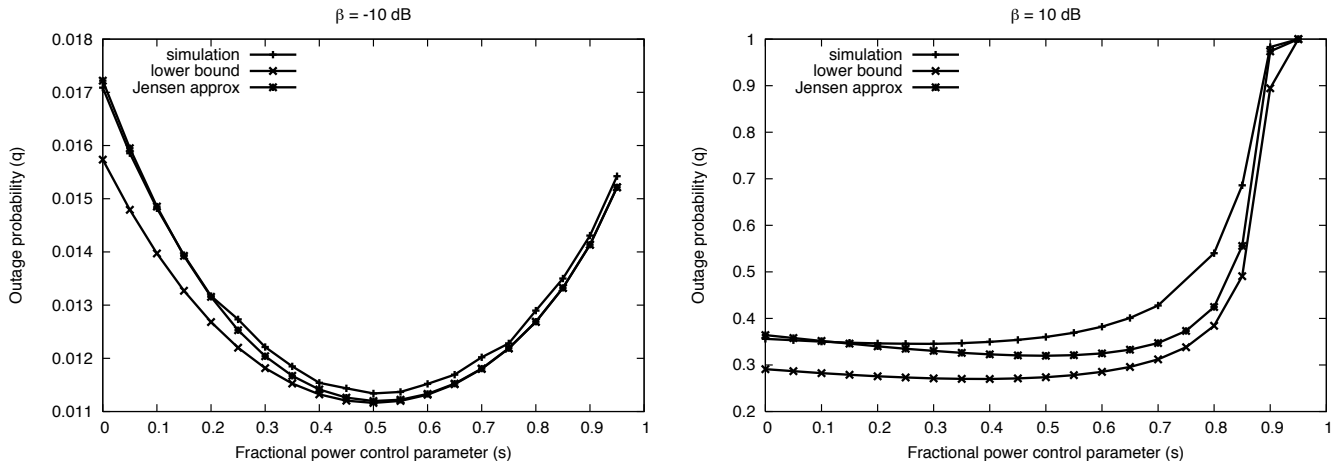 β = -10 dB
0.018
0.017
0.016
0.015
0.014
0.013
0.012
0.011
Outage probability (q)
simulation
lower bound
Jensen approx
0 0.1 0.2 0.3 0.4 0.5 0.6 0.7 0.8 0.9 1
Fractional power control parameter (s)
β = 10 dB
1
0.9
0.8
0.7
0.6
0.5
0.4
0.3
0.2
Outage probability (q)
simulation
lower bound
Jensen approx
0 0.1 0.2 0.3 0.4 0.5 0.6 0.7 0.8 0.9 1
Fractional power control parameter (s)